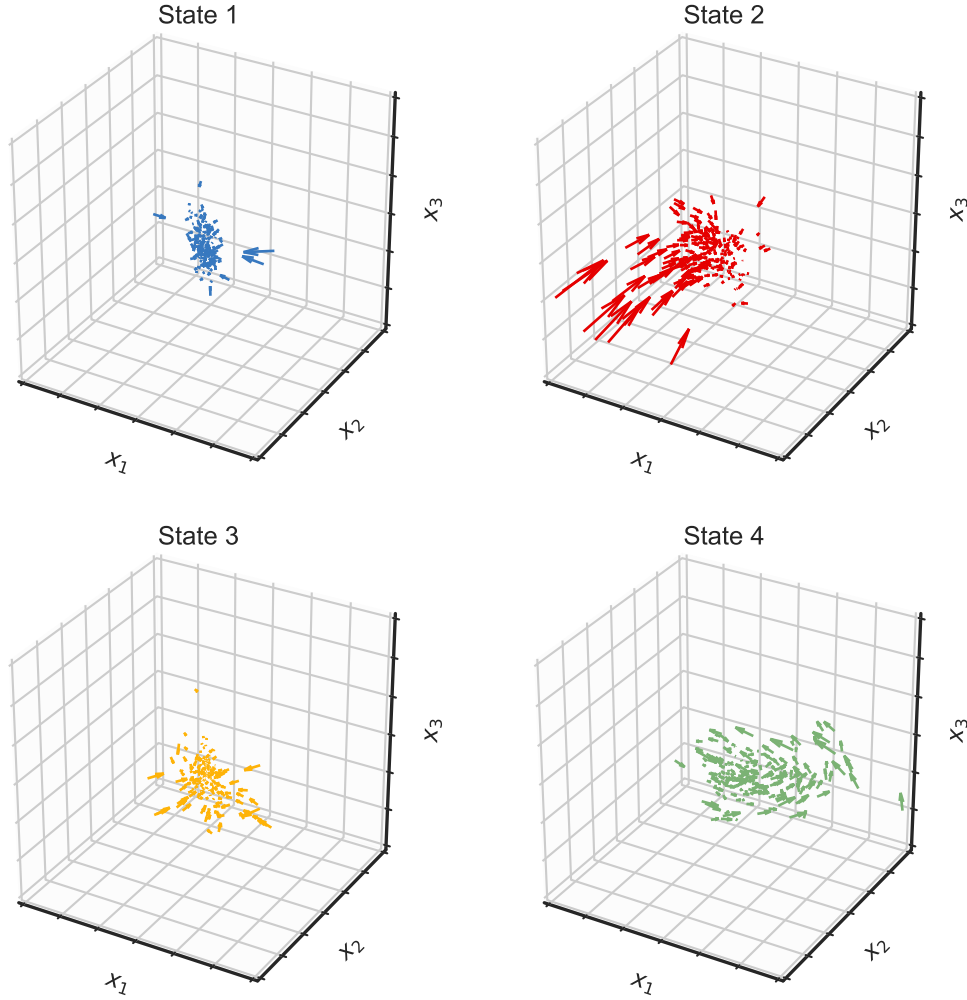 State 1
State 2
x₃
x₃
x₂
x₂
x₁
x₁
State 3
State 4
x₃
x₃
x₂
x₂
x₁
x₁